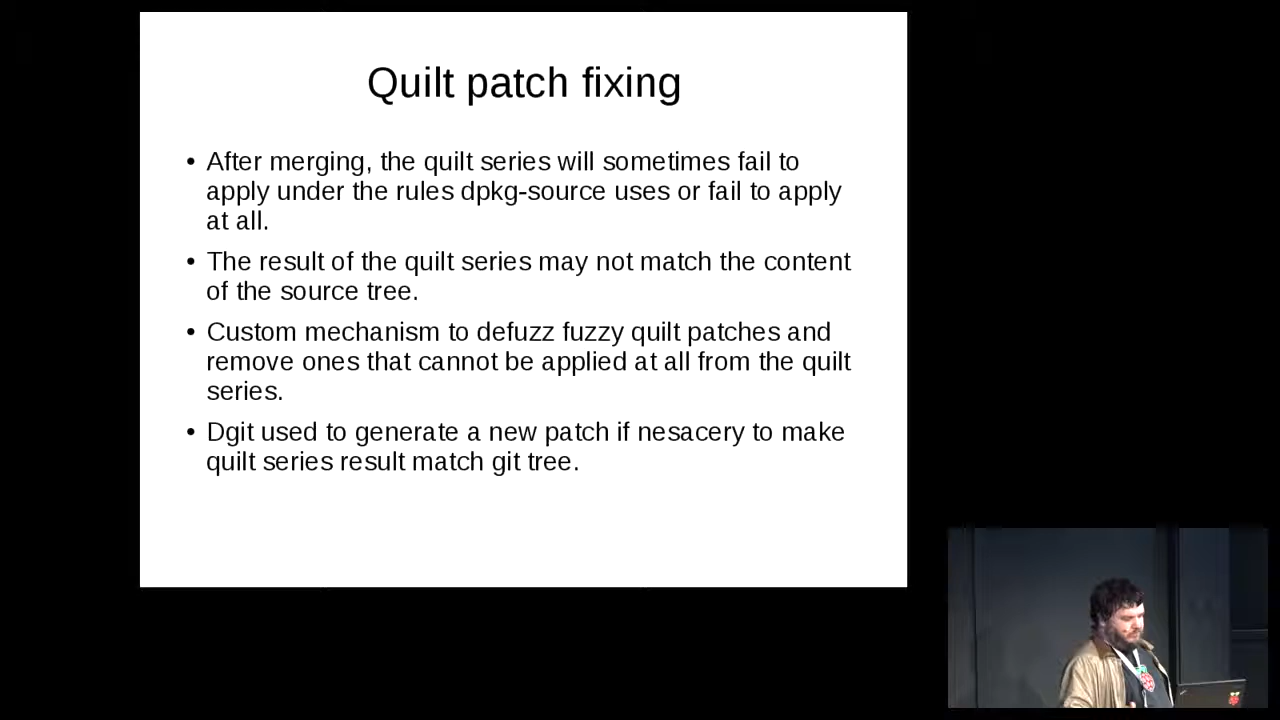 Quilt patch fixing
• After merging, the quilt series will sometimes fail to
apply under the rules dpkg-source uses or fail to apply
at all.
• The result of the quilt series may not match the content
of the source tree.
• Custom mechanism to defuzz fuzzy quilt patches and
remove ones that cannot be applied at all from the quilt
series.
• Dgit used to generate a new patch if nesacery to make
quilt series result match git tree.